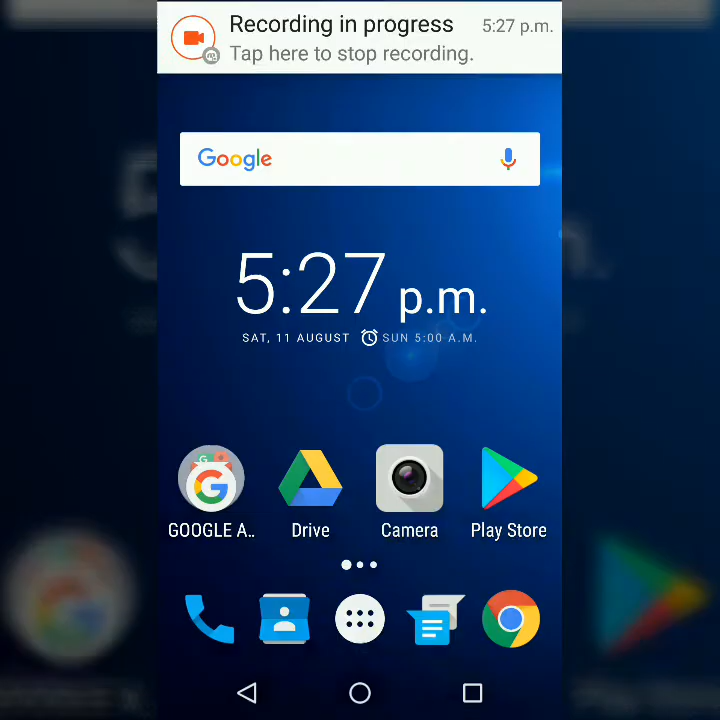 Recording in progress 5:27 p.m.
Tap here to stop recording.
Google
5:27 p.m.
SAT, 11 AUGUST SUN 5:00 A.M.
GOOGLE A.. Drive Camera Play Store